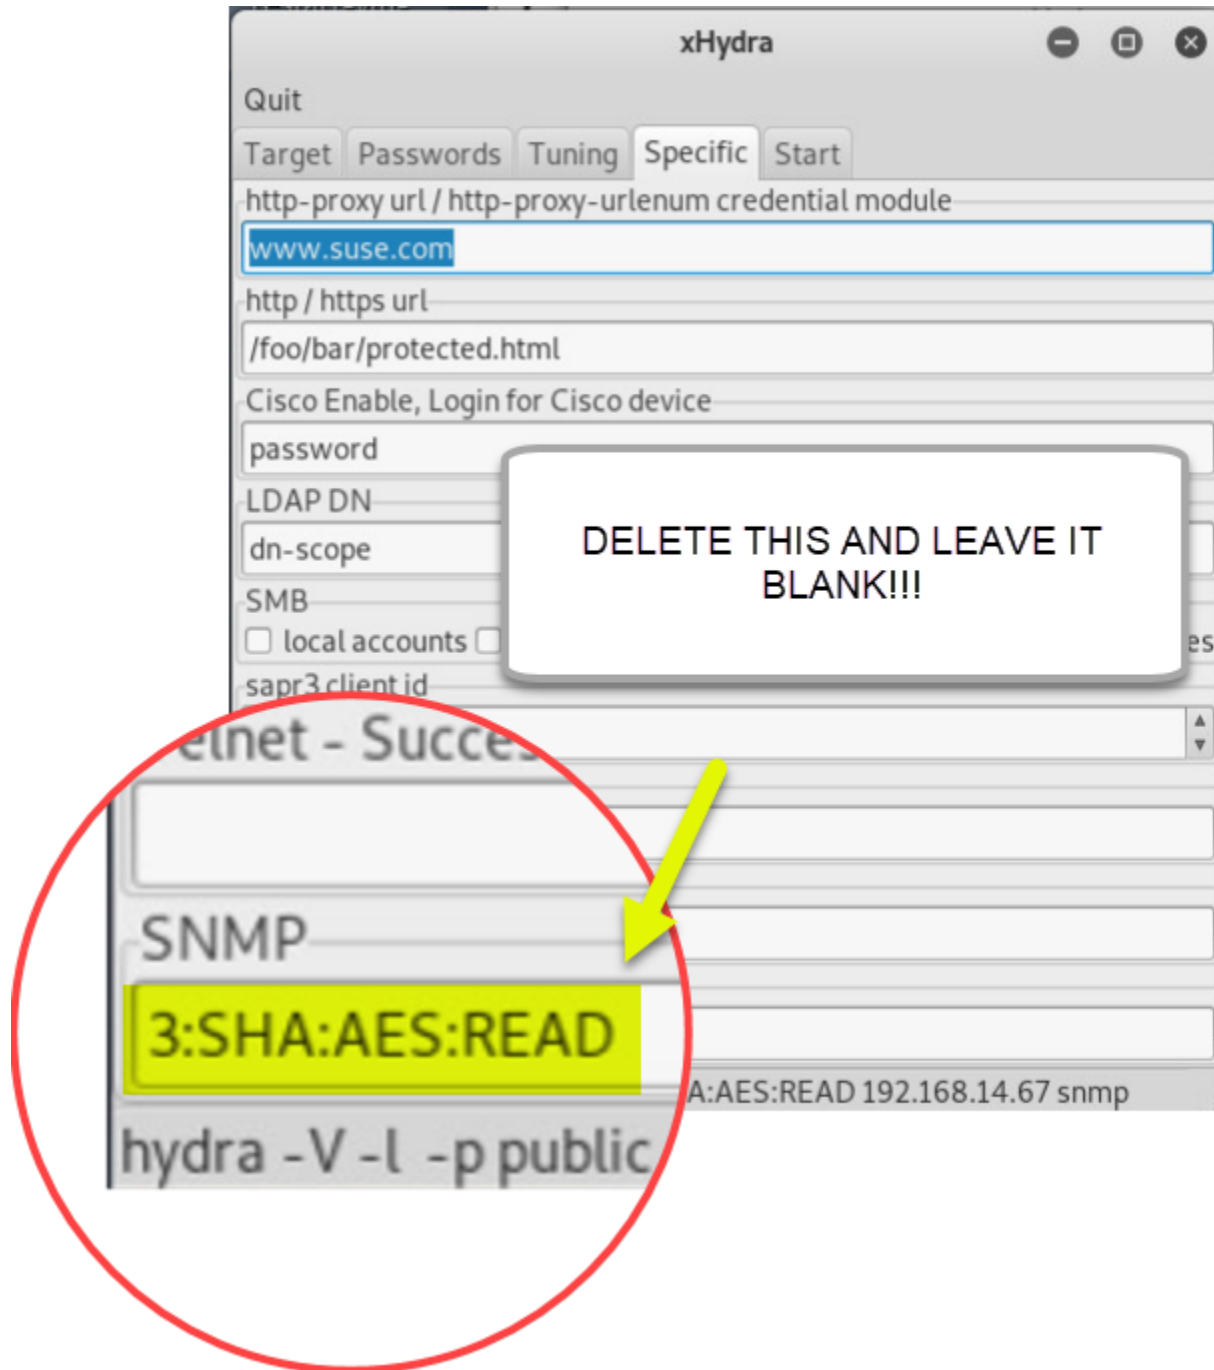 xHydra
Quit
Target Passwords Tuning Specific Start
http-proxy url / http-proxy-urlenum credential module
www.suse.com
http / https url
/foo/bar/protected.html
Cisco Enable, Login for Cisco device
password
LDAP DN
dn-scope
DELETE THIS AND LEAVE IT
BLANK!!!
SMB
local accounts
es
sapr3 client id
elnet - Succes
SNMP
3:SHA:AES:READ
A:AES:READ 192.168.14.67 snmp
hydra -V -l -p public